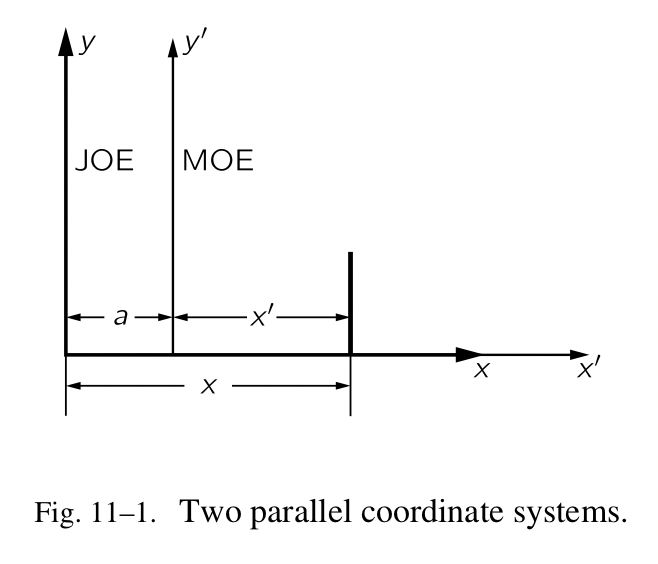 y y′
JOE MOE
a x′
x x′
x
Fig. 11–1. Two parallel coordinate systems.